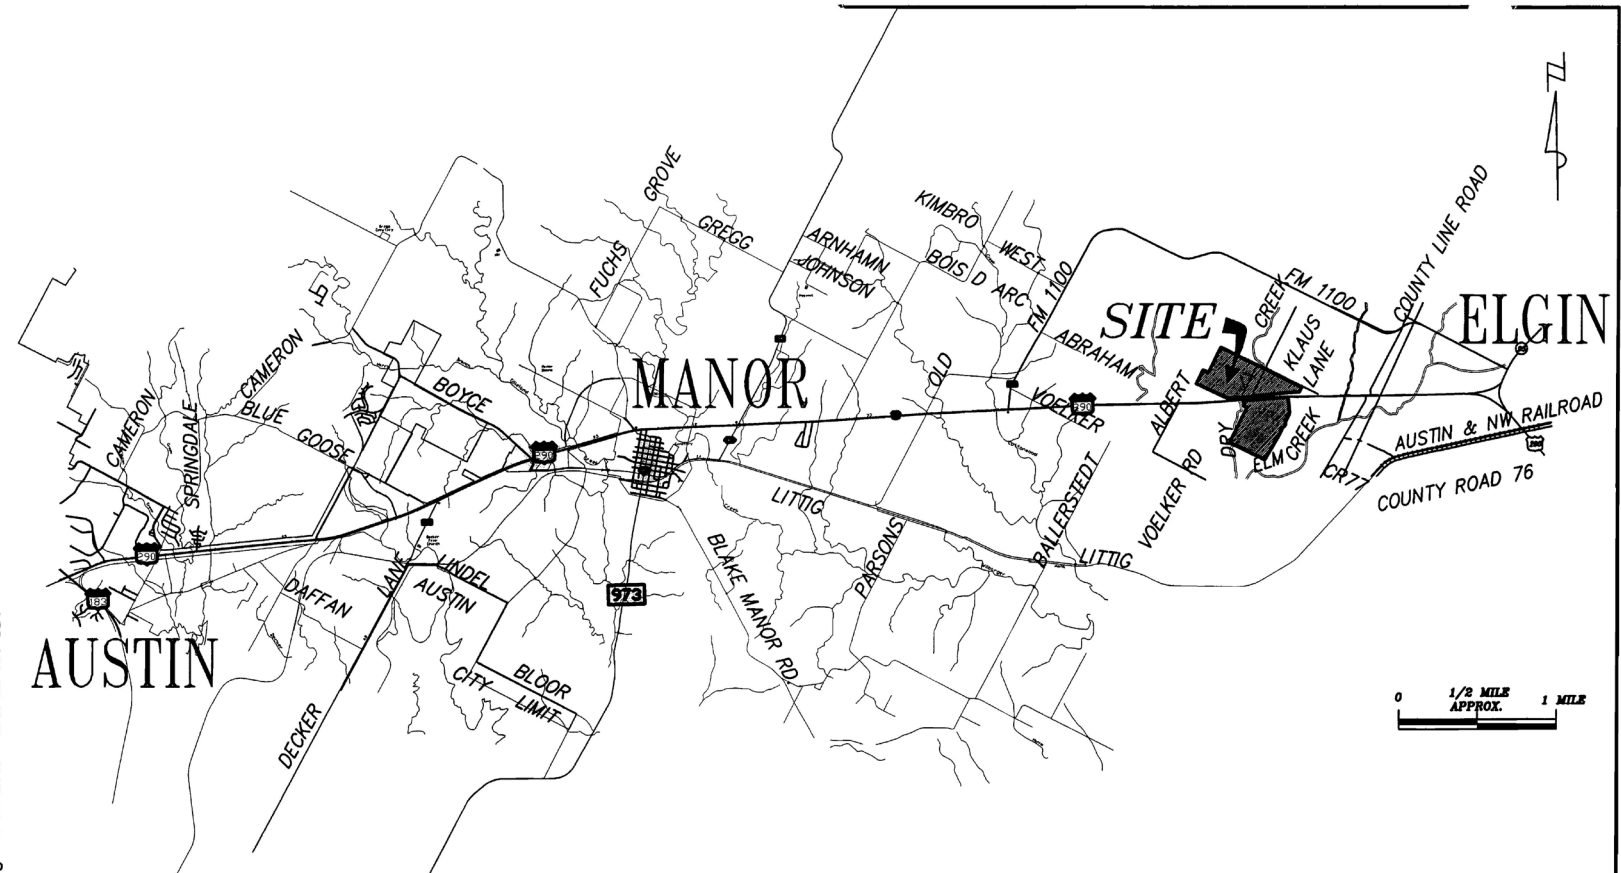 GROVE
GREGG
FUCHS
KIMBRO
WEST
ARNHAMN
JOHNSON
BOIS D ARC
FM 1100
ABRAHAM
CREEK
FM 1100
COUNTY LINE ROAD
SITE
ELGIN
KLAUS
LANE
MANOR
OLD
VOELKER
290
ALBERT
DRY
ELM CREEK
AUSTIN & NW RAILROAD
CR 77
COUNTY ROAD 76
CAMERON
CAMERON
BLUE
GOOSE
BOYCE
SPRINGDALE
290
290
183
AUSTIN
DAFFAN
LANE
LINDEL
AUSTIN
DECKER
CITY
LIMIT
BLOOR
973
BLAKE MANOR RD.
LITTIG
PARSONS
BALLERSTEDT
LITTIG
VOELKER RD
0
1/2 MILE
APPROX.
1 MILE